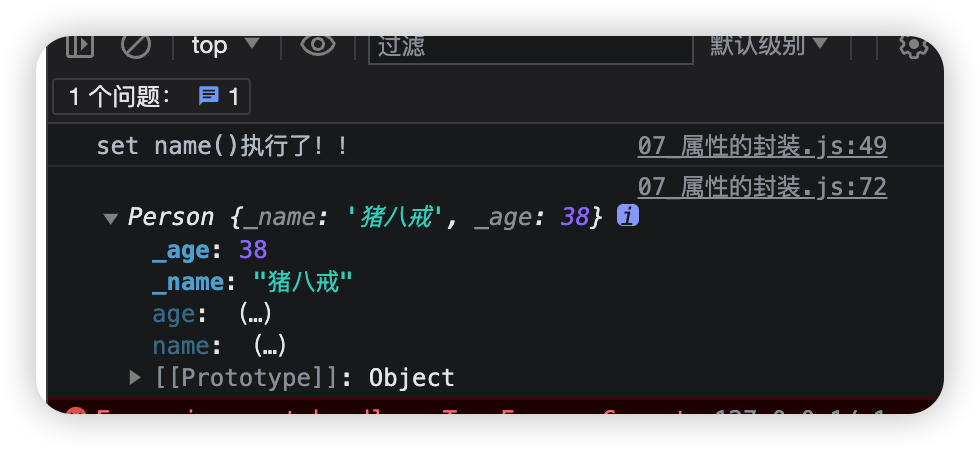 top 过滤 默认级别
1 个问题： 1
set name()执行了！！ 07_属性的封装.js:49
07_属性的封装.js:72
Person {_name: '猪八戒', _age: 38} i
_age: 38
_name: "猪八戒"
age: (…)
name: (…)
[[Prototype]]: Object